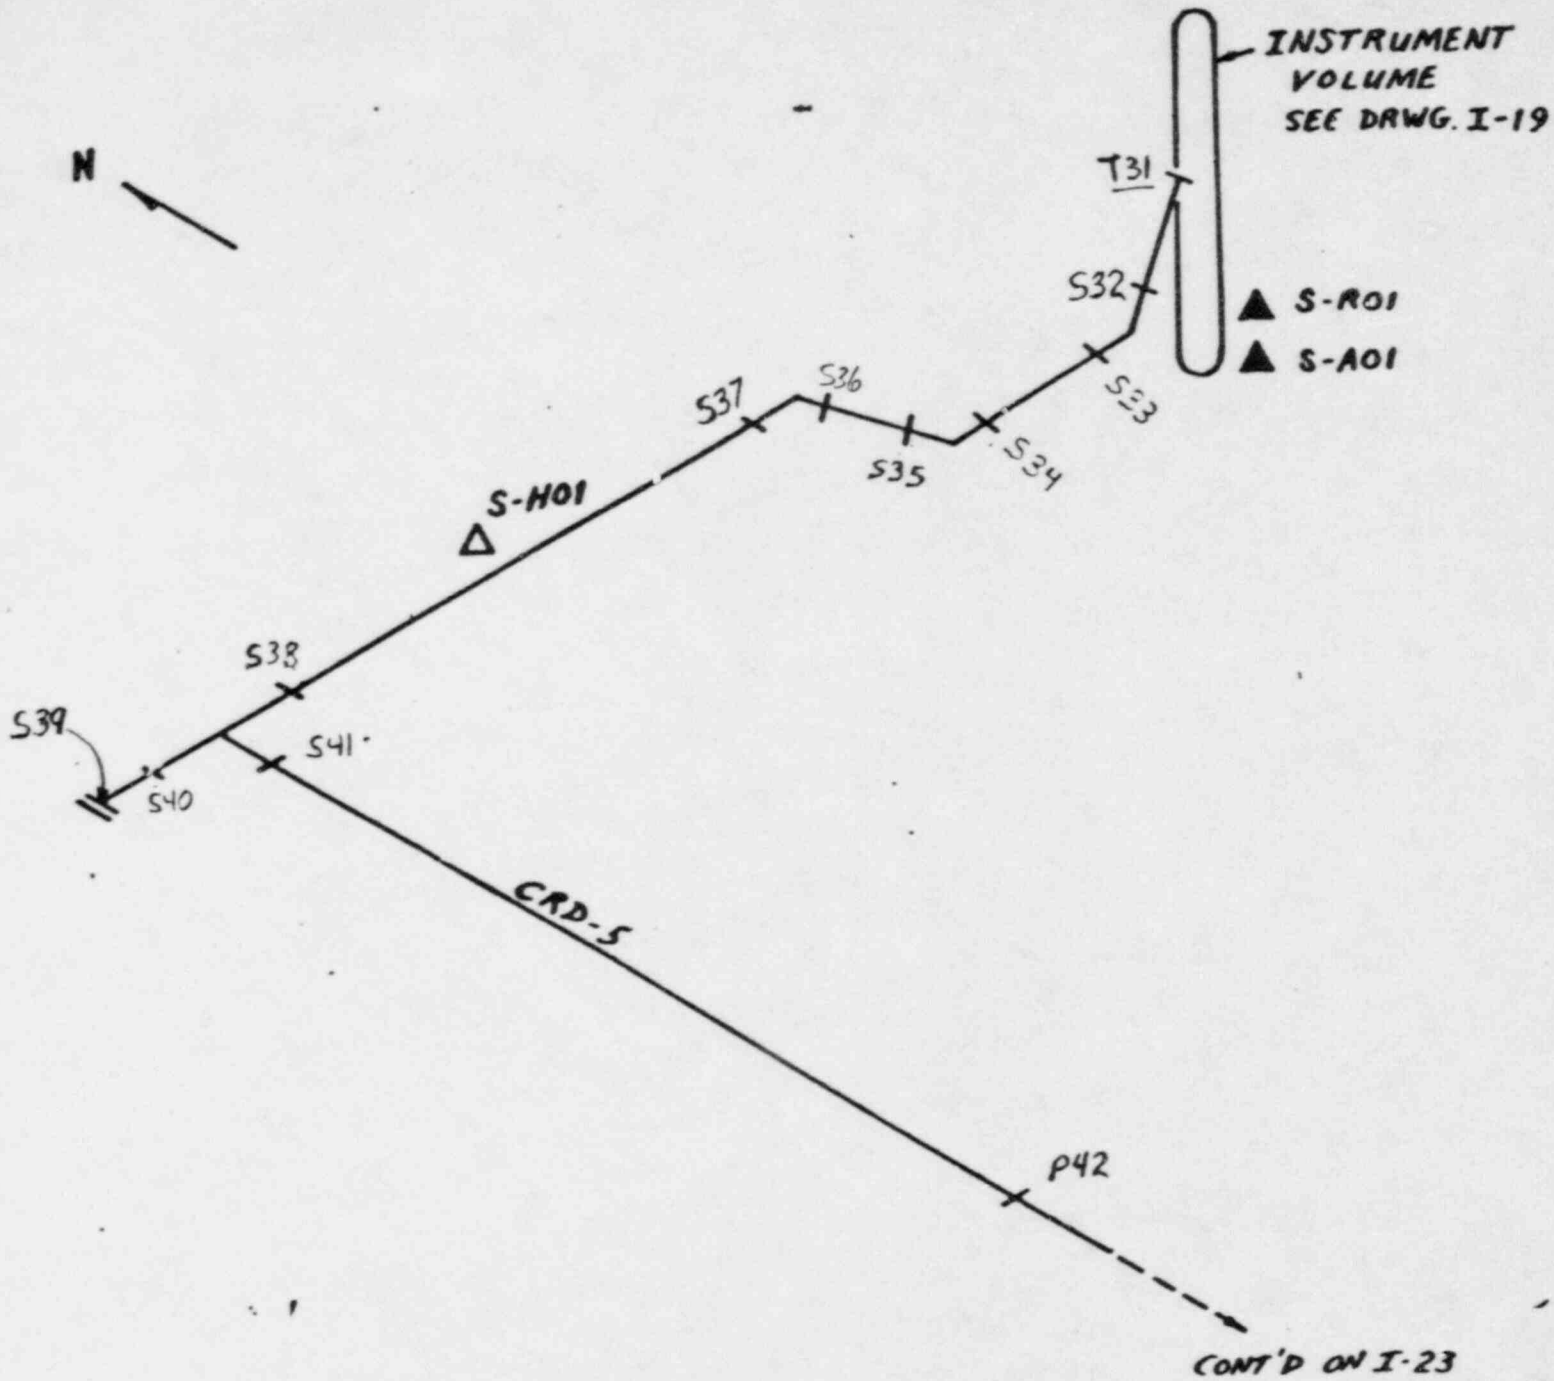 INSTRUMENT
VOLUME
SEE DRWG. I-19
N
T31
S32
S-R01
S-A01
S33
S36
S37
S34
S35
S-H01
S38
S39
S41
S40
CRD-5
P42
CONT'D ON I-23